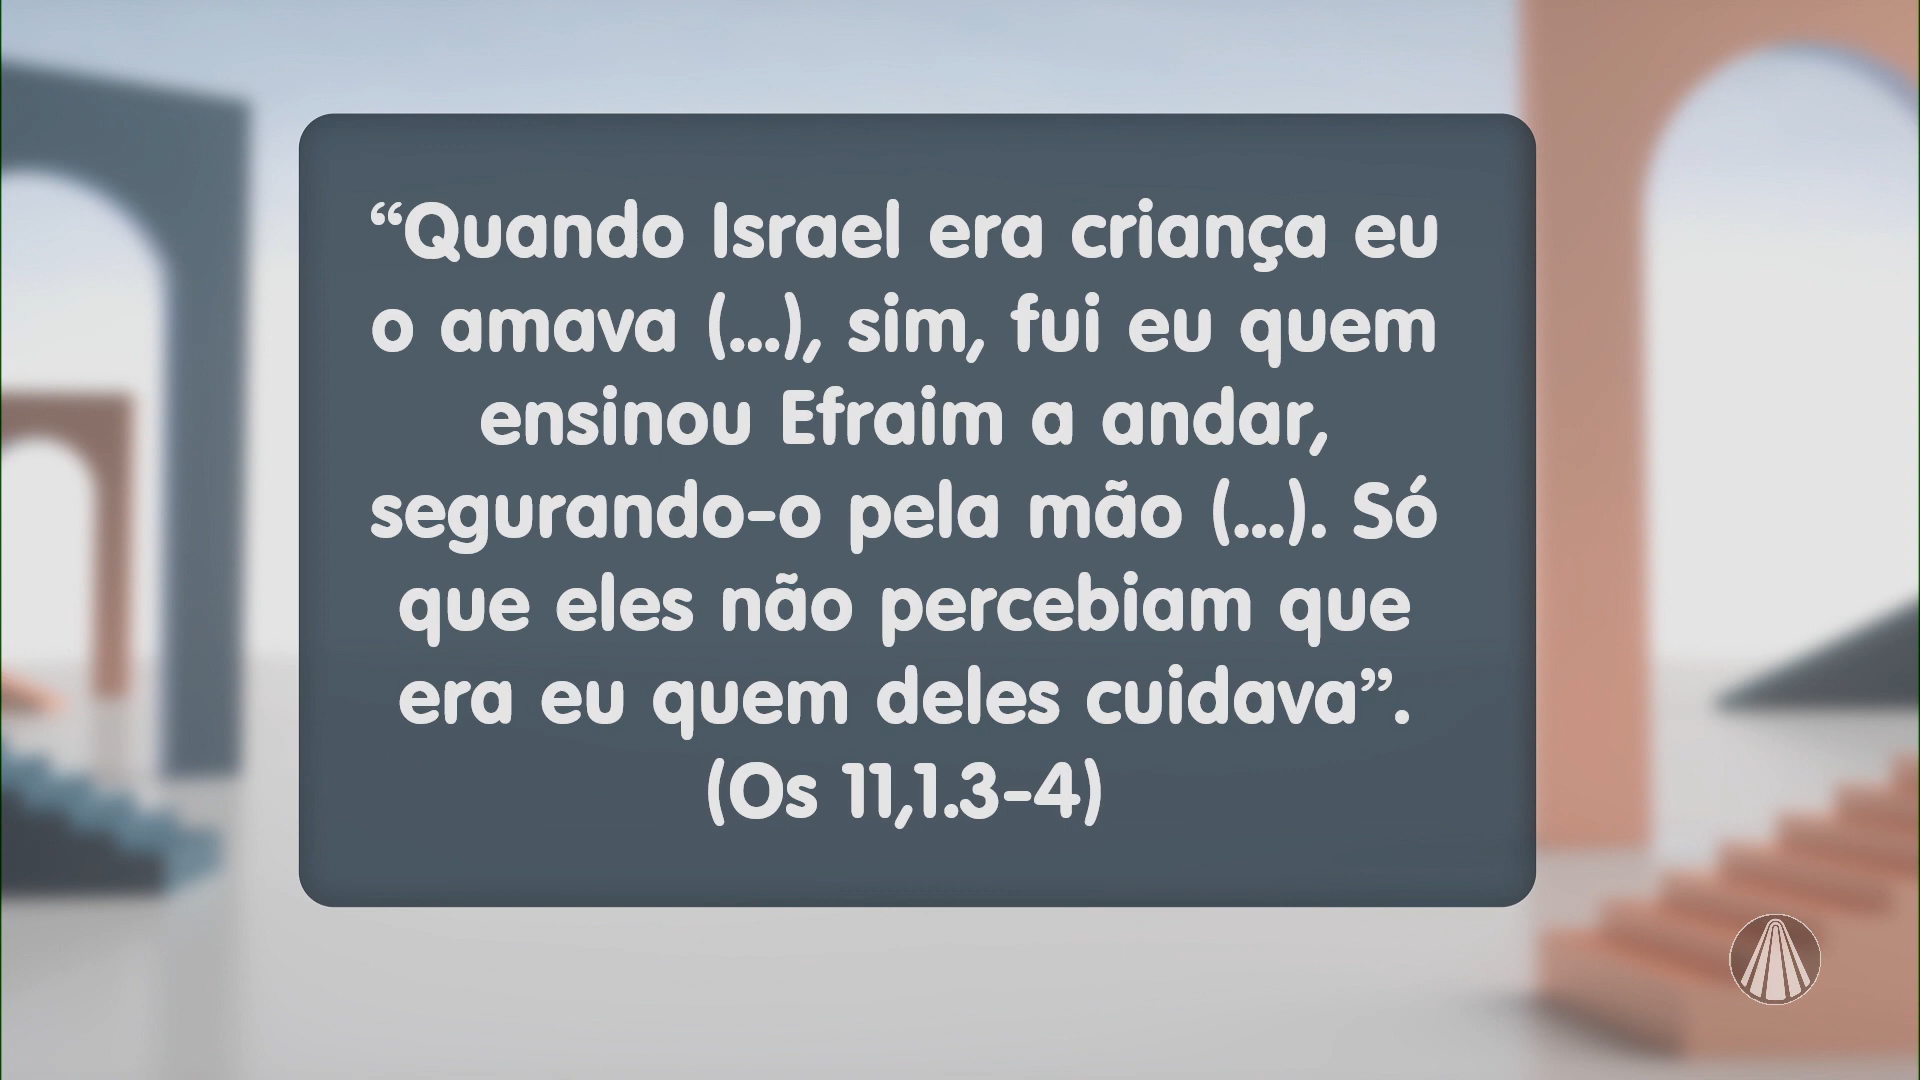 “Quando Israel era criança eu
o amava (...), sim, fui eu quem
ensinou Efraim a andar,
segurando-o pela mão (...). Só
que eles não percebiam que
era eu quem deles cuidava”.
(Os 11,1.3-4)